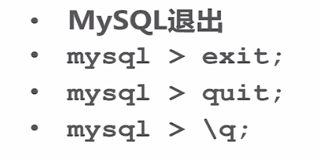 • MySQL退出
• mysql > exit;
• mysql > quit;
• mysql > \q;